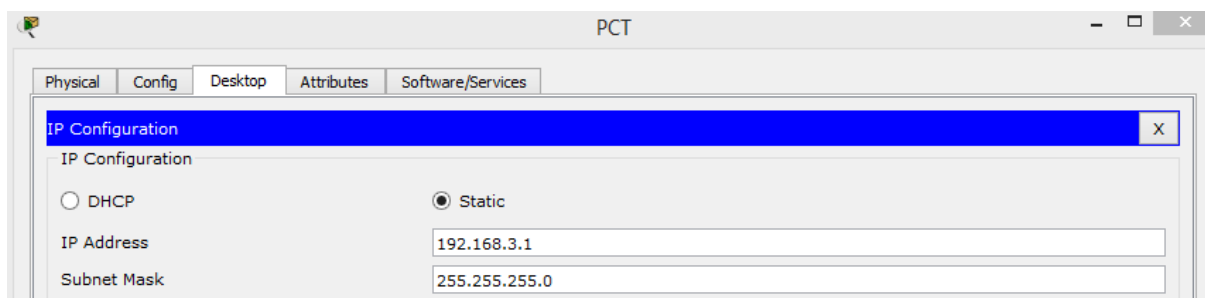 PCT
Physical Config Desktop Attributes Software/Services
IP Configuration X
IP Configuration
DHCP Static
IP Address 192.168.3.1
Subnet Mask 255.255.255.0